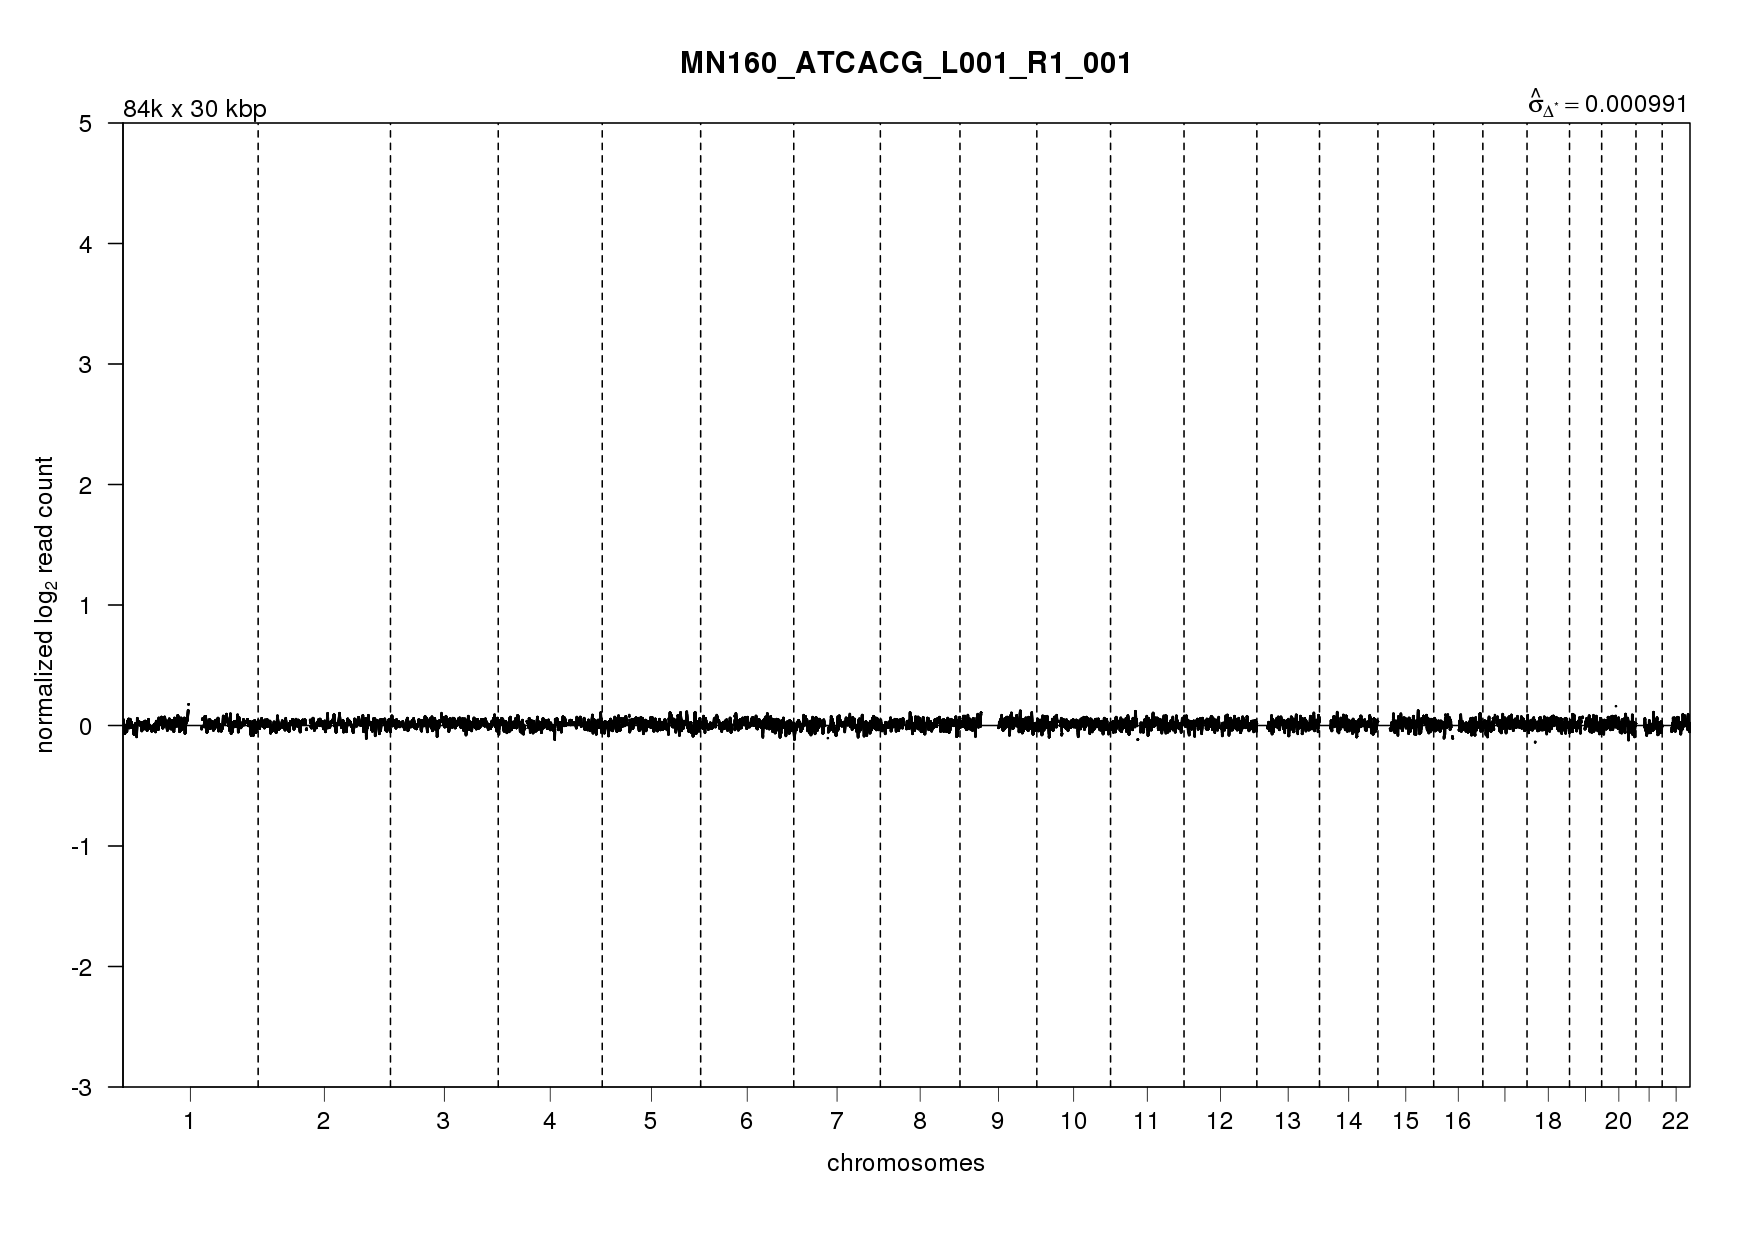 MN160_ATCACG_L001_R1_001
84k x 30 kbp
σ̂Δ* = 0.000991
5
4
3
2
1
0
-1
-2
-3
normalized log₂ read count
1 2 3 4 5 6 7 8 9 10 11 12 13 14 15 16 18 20 22
chromosomes